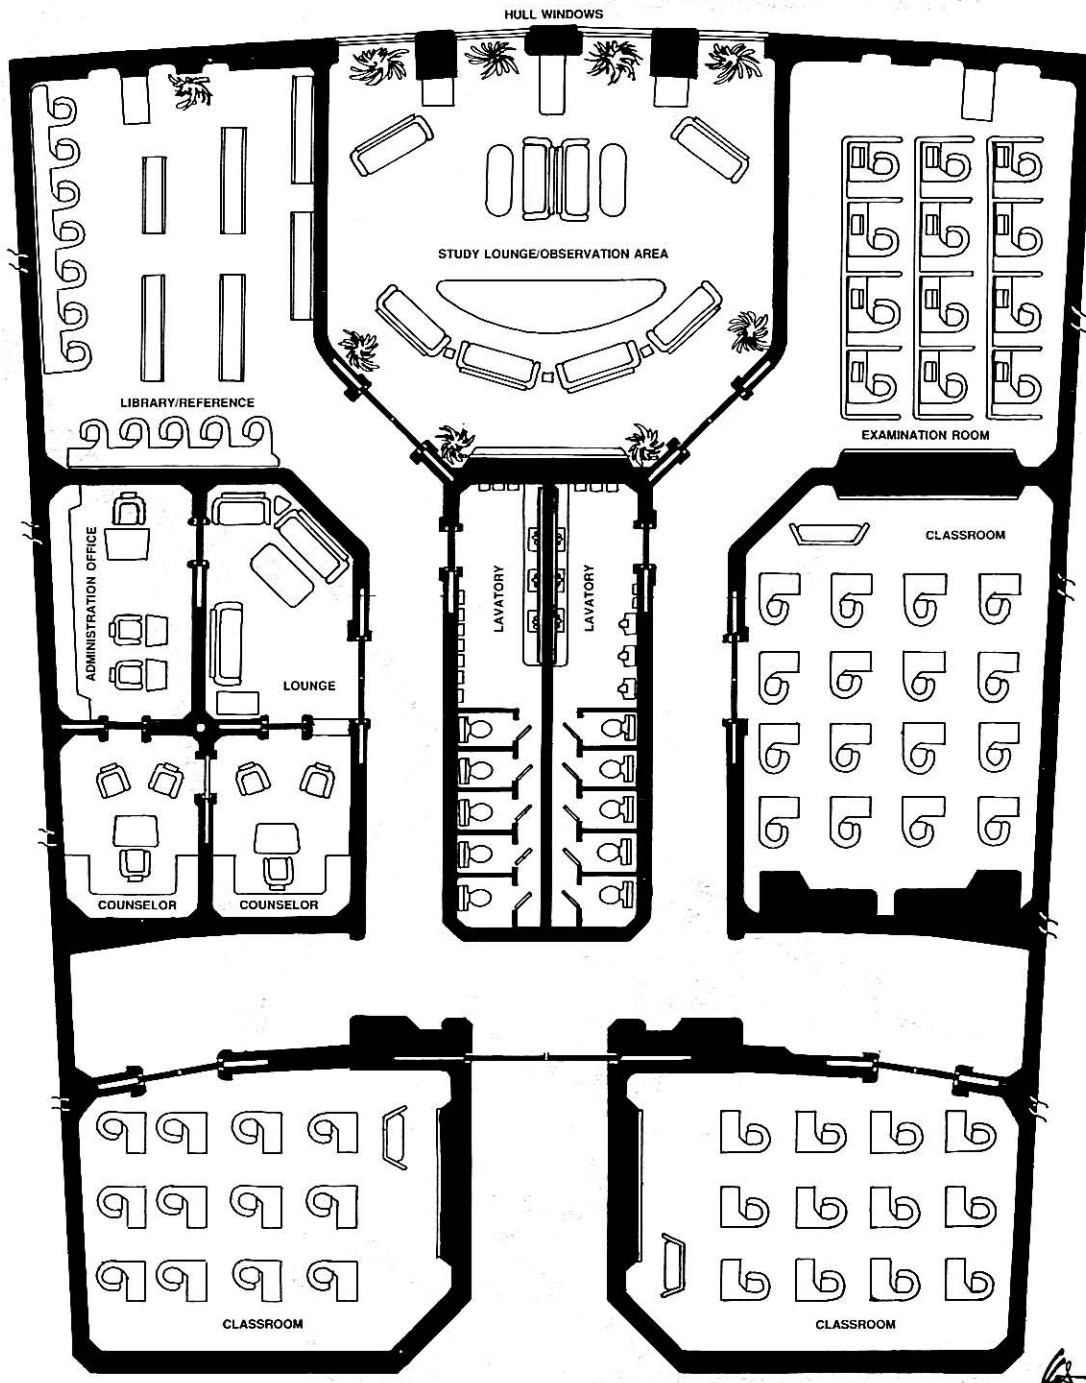 HULL WINDOWS
STUDY LOUNGE/OBSERVATION AREA
LIBRARY/REFERENCE
EXAMINATION ROOM
ADMINISTRATION OFFICE
LOUNGE
LAVATORY
LAVATORY
CLASSROOM
COUNSELOR
COUNSELOR
CLASSROOM
CLASSROOM